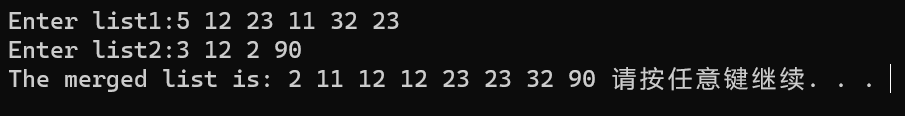 Enter list1:5 12 23 11 32 23
Enter list2:3 12 2 90
The merged list is: 2 11 12 12 23 23 32 90 请按任意键继续. . .